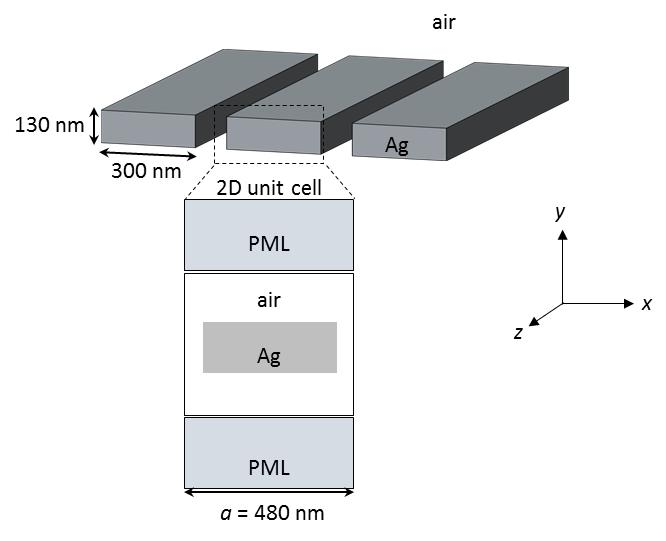 air
130 nm
300 nm
Ag
2D unit cell
PML
air
Ag
PML
a = 480 nm
y
x
z